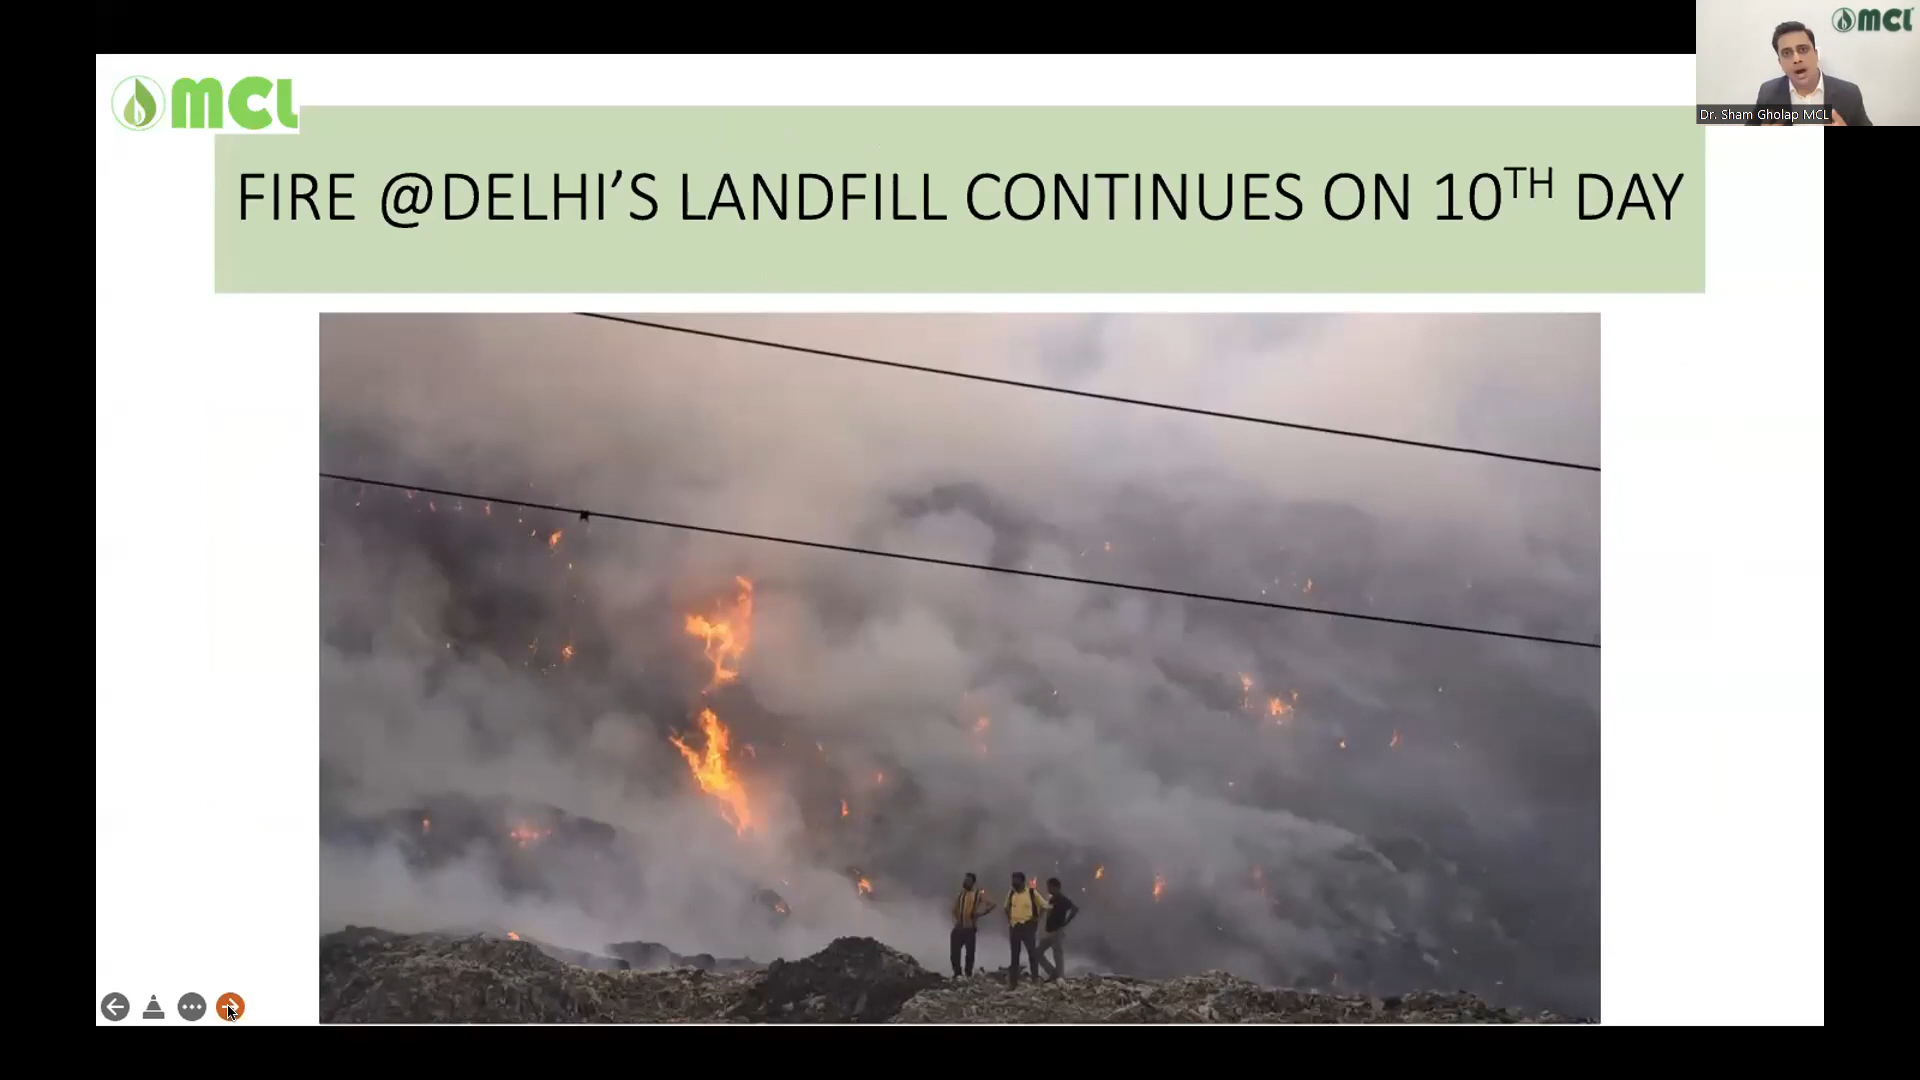 MCL
MCL
Dr. Sham Gholap MCL
FIRE @DELHI’S LANDFILL CONTINUES ON 10TH DAY